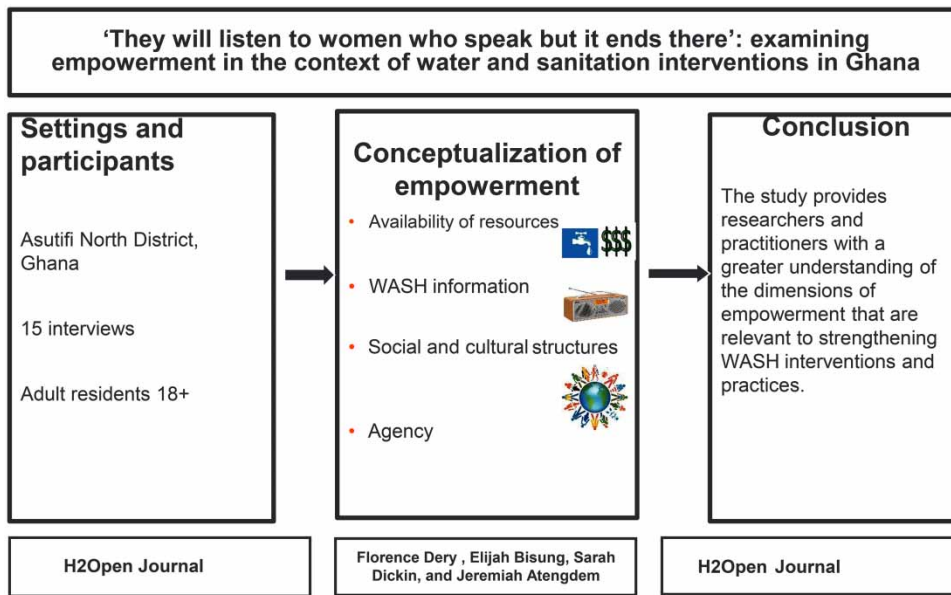 ‘They will listen to women who speak but it ends there’: examining
empowerment in the context of water and sanitation interventions in Ghana
Settings and
participants
Asutifi North District,
Ghana
15 interviews
Adult residents 18+
Conceptualization of
empowerment
• Availability of resources
$$$
• WASH information
• Social and cultural structures
• Agency
Conclusion
The study provides
researchers and
practitioners with a
greater understanding of
the dimensions of
empowerment that are
relevant to strengthening
WASH interventions and
practices.
H2Open Journal
Florence Dery , Elijah Bisung, Sarah
Dickin, and Jeremiah Atengdem
H2Open Journal